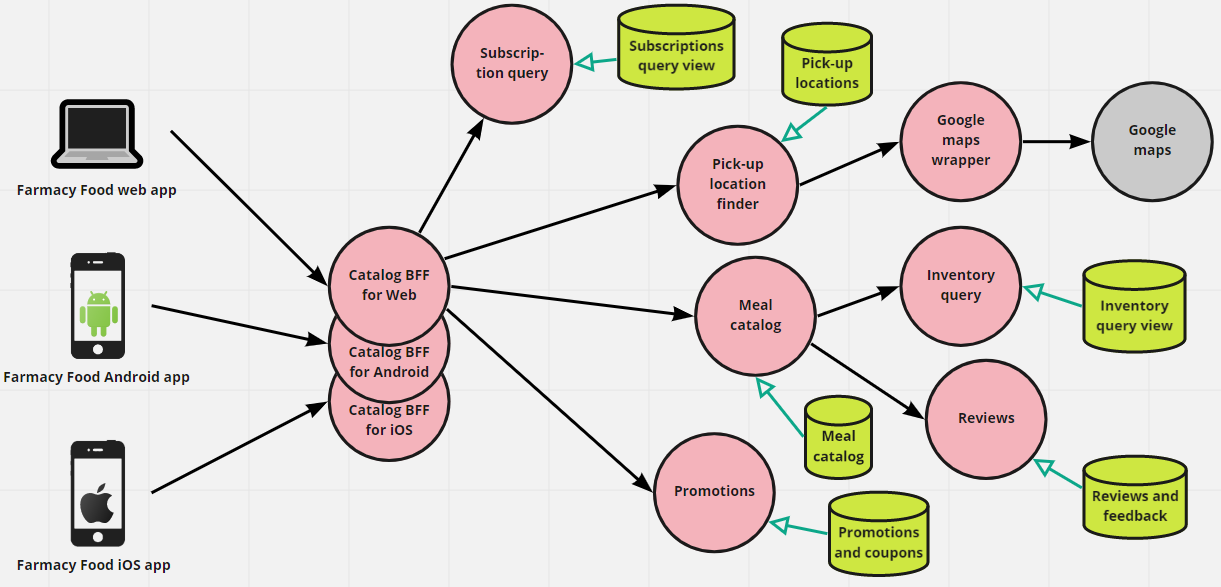 Subscrip-
tion query
Subscriptions
query view
Pick-up
locations
Google
maps
wrapper
Google
maps
Farmacy Food web app
Pick-up
location
finder
Catalog BFF
for Web
Meal
catalog
Inventory
query
Inventory
query view
Farmacy Food Android app
Catalog BFF
for Android
Catalog BFF
for iOS
Meal
catalog
Reviews
Promotions
Reviews and
feedback
Promotions
and coupons
Farmacy Food iOS app